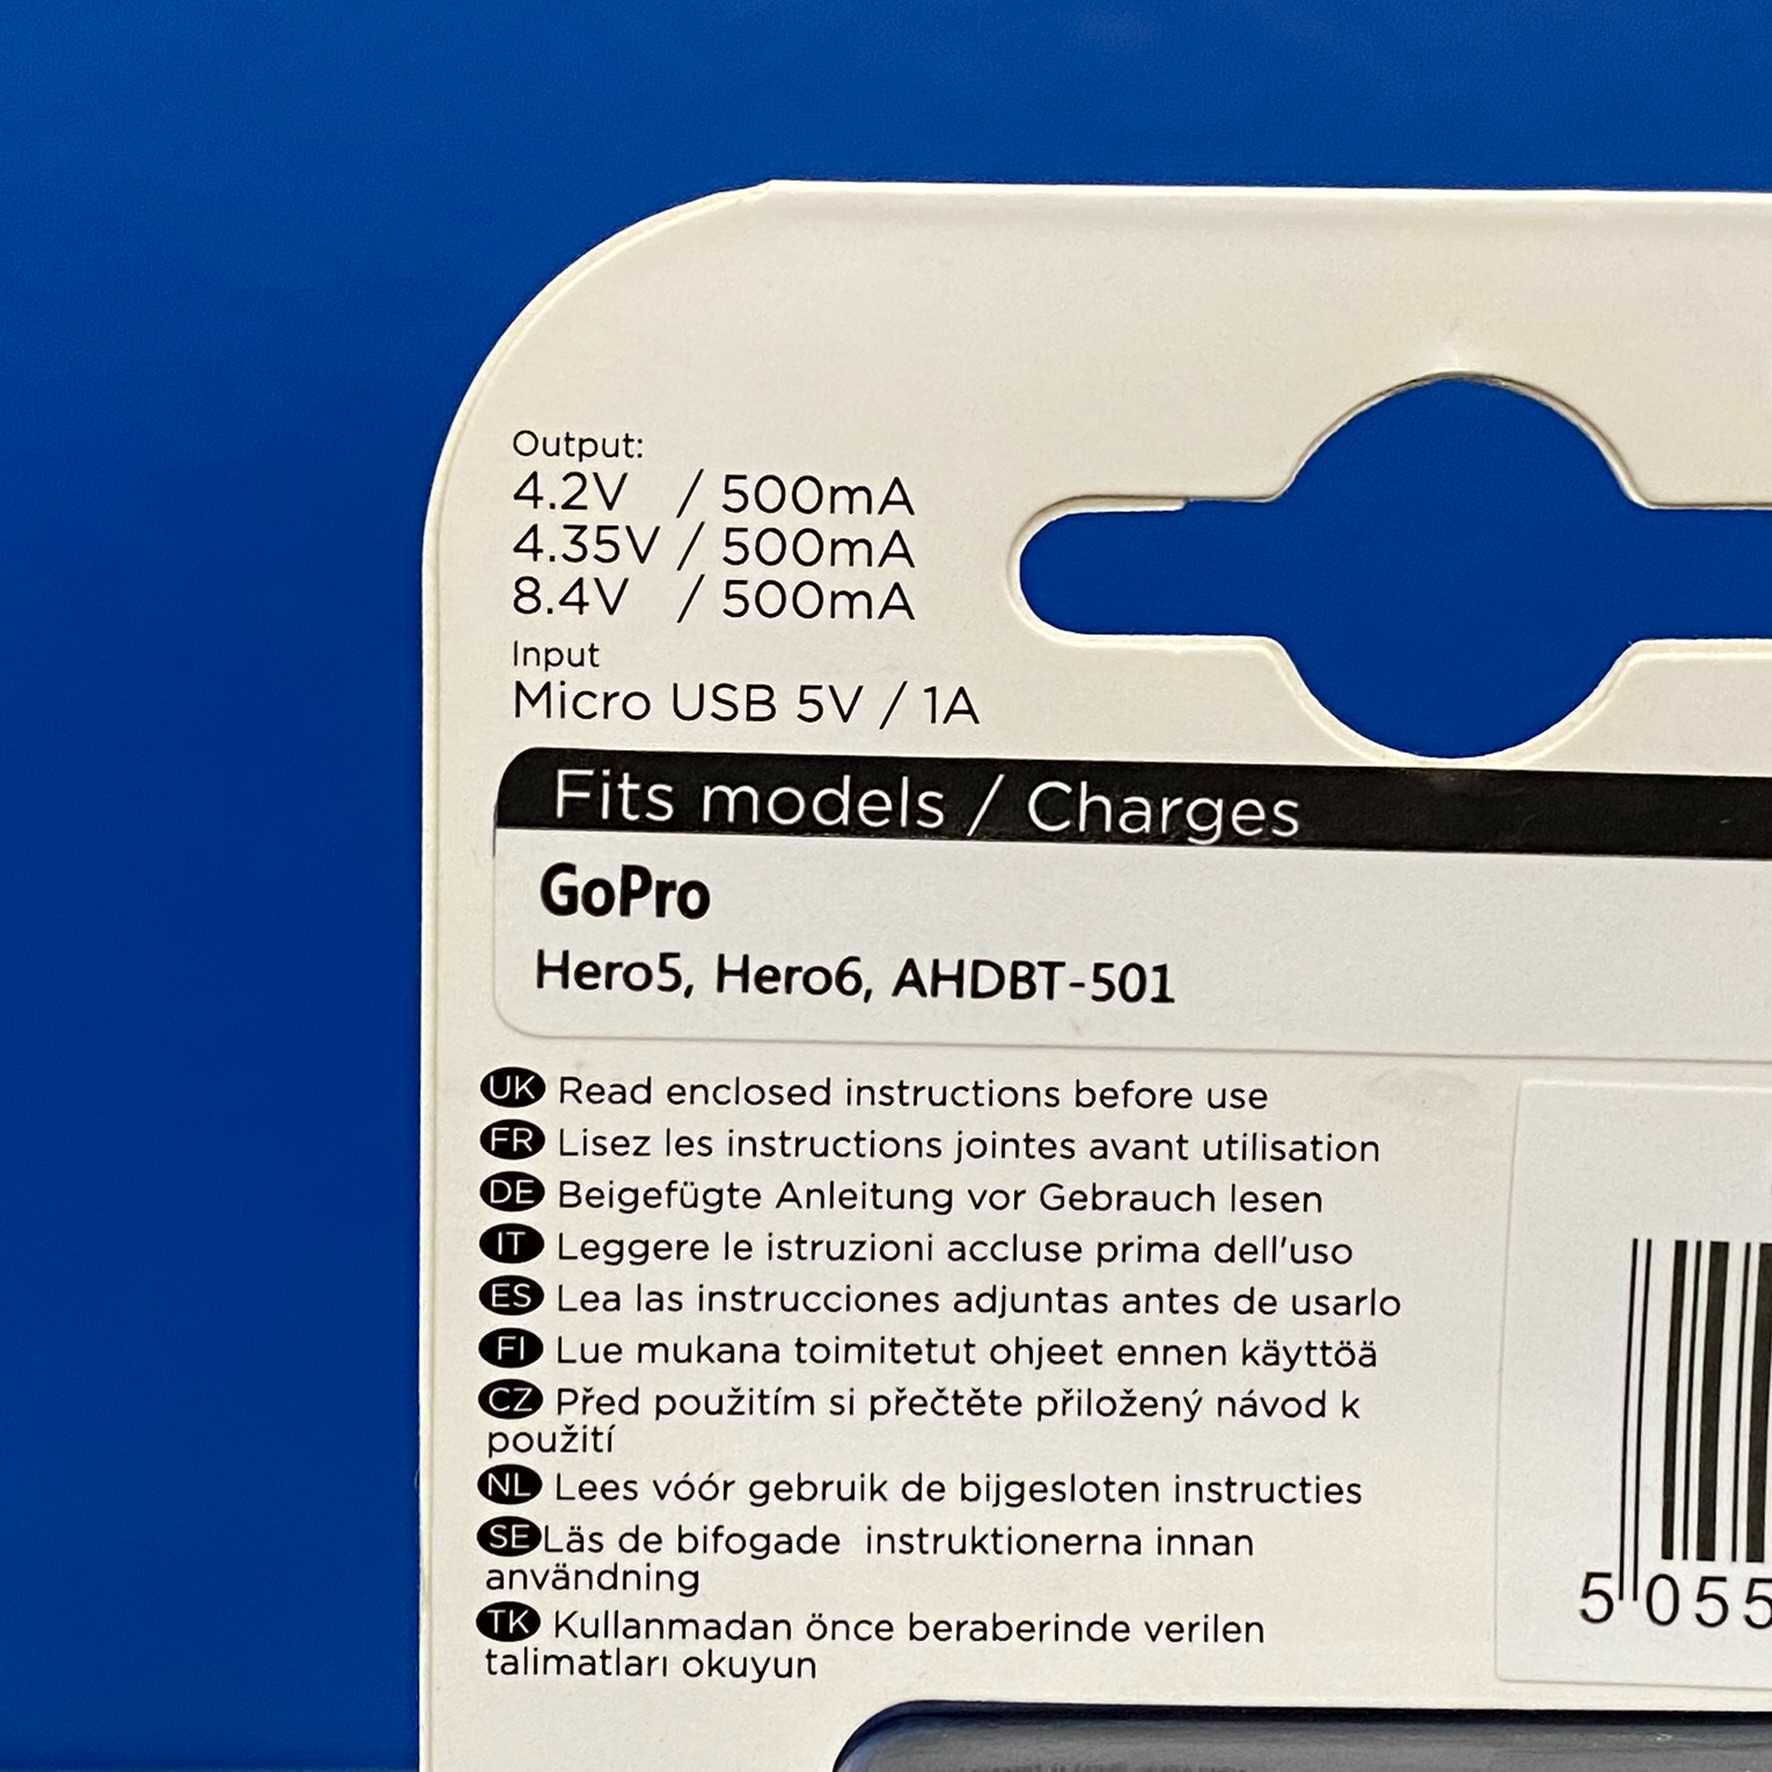 Output:
4.2V / 500mA
4.35V / 500mA
8.4V / 500mA
Input
Micro USB 5V / 1A
Fits models / Charges
GoPro
Hero5, Hero6, AHDBT-501
UK Read enclosed instructions before use
FR Lisez les instructions jointes avant utilisation
DE Beigefügte Anleitung vor Gebrauch lesen
IT Leggere le istruzioni accluse prima dell'uso
ES Lea las instrucciones adjuntas antes de usarlo
FI Lue mukana toimitetut ohjeet ennen käyttöä
CZ Před použitím si přečtěte přiložený návod k
použití
NL Lees vóór gebruik de bijgesloten instructies
SE Läs de bifogade instruktionerna innan
användning
TK Kullanmadan önce beraberinde verilen
talimatları okuyun
5 055